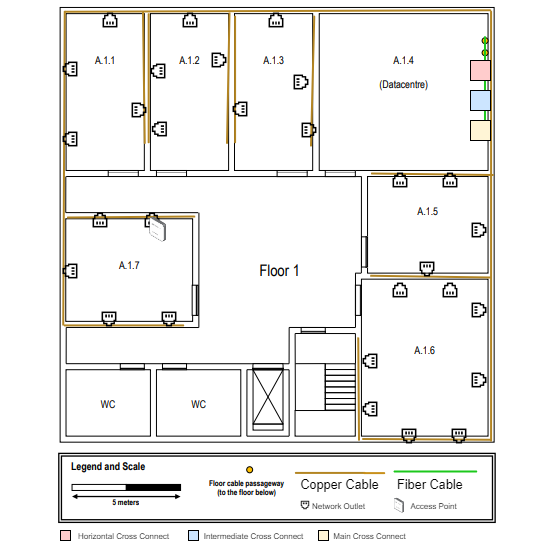 A.1.1
A.1.2
A.1.3
A.1.4
(Datacentre)
A.1.5
A.1.7
Floor 1
A.1.6
WC
WC
Legend and Scale
5 meters
Floor cable passageway
(to the floor below)
Copper Cable
Fiber Cable
Network Outlet
Access Point
Horizontal Cross Connect
Intermediate Cross Connect
Main Cross Connect